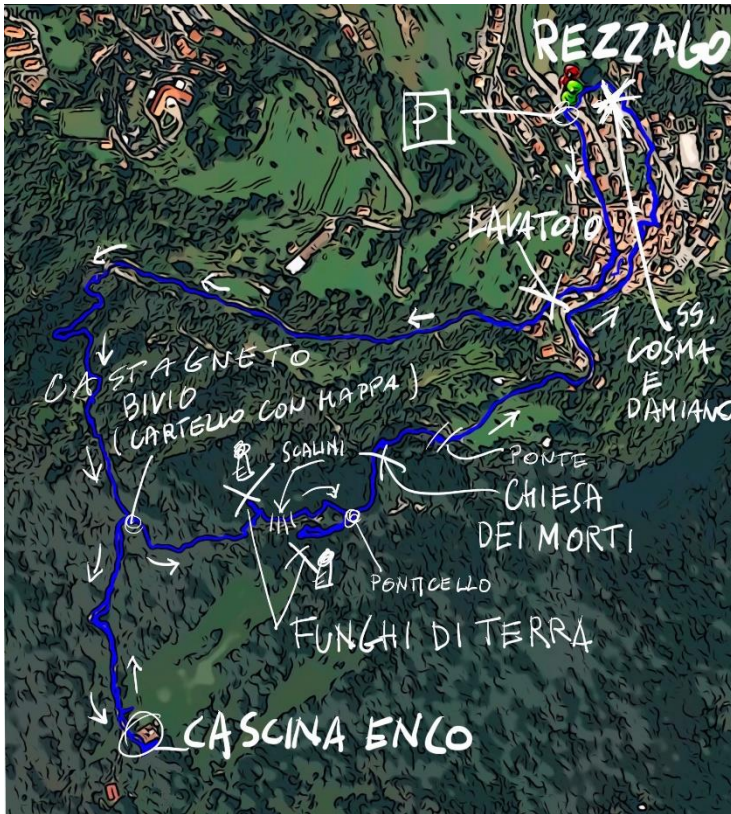 REZZAGO
P
LAVATOIO
SS.
COSMA
E
DAMIANO
CASTAGNETO
BIVIO
(CARTELLO CON MAPPA)
SCALINI
PONTE
CHIESA
DEI MORTI
PONTICELLO
FUNGHI DI TERRA
CASCINA ENCO